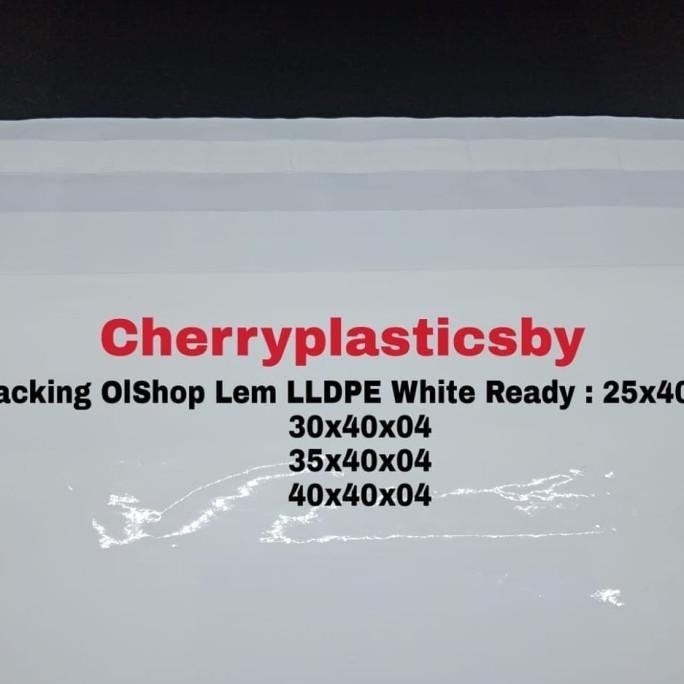 Cherryplasticsby
acking OlShop Lem LLDPE White Ready : 25x40
30x40x04
35x40x04
40x40x04